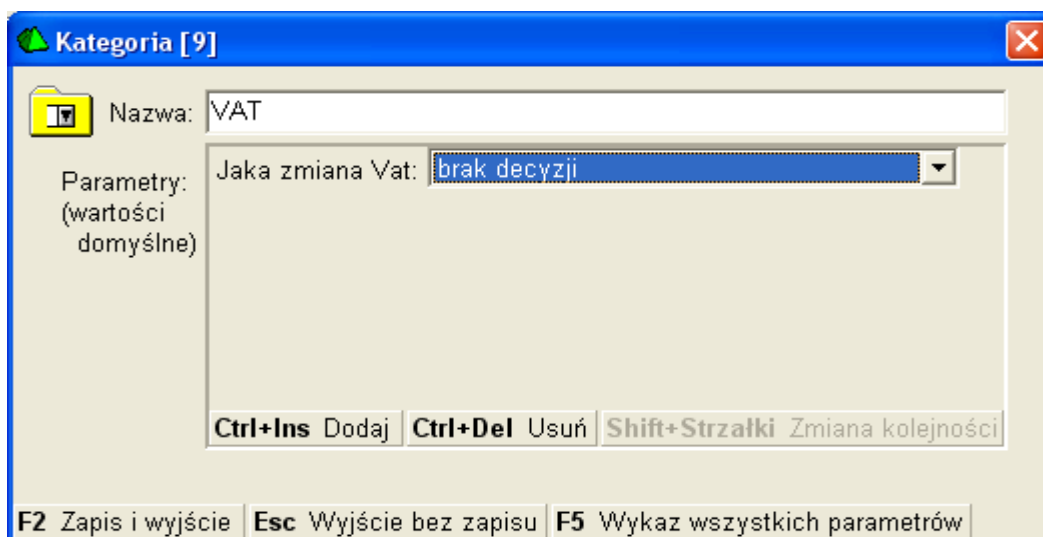 Kategoria [9]
Nazwa: VAT
Parametry: (wartości domyślne)
Jaka zmiana Vat: brak decyzji
Ctrl+Ins Dodaj Ctrl+Del Usuń Shift+Strzałki Zmiana kolejności
F2 Zapis i wyjście Esc Wyjście bez zapisu F5 Wykaz wszystkich parametrów